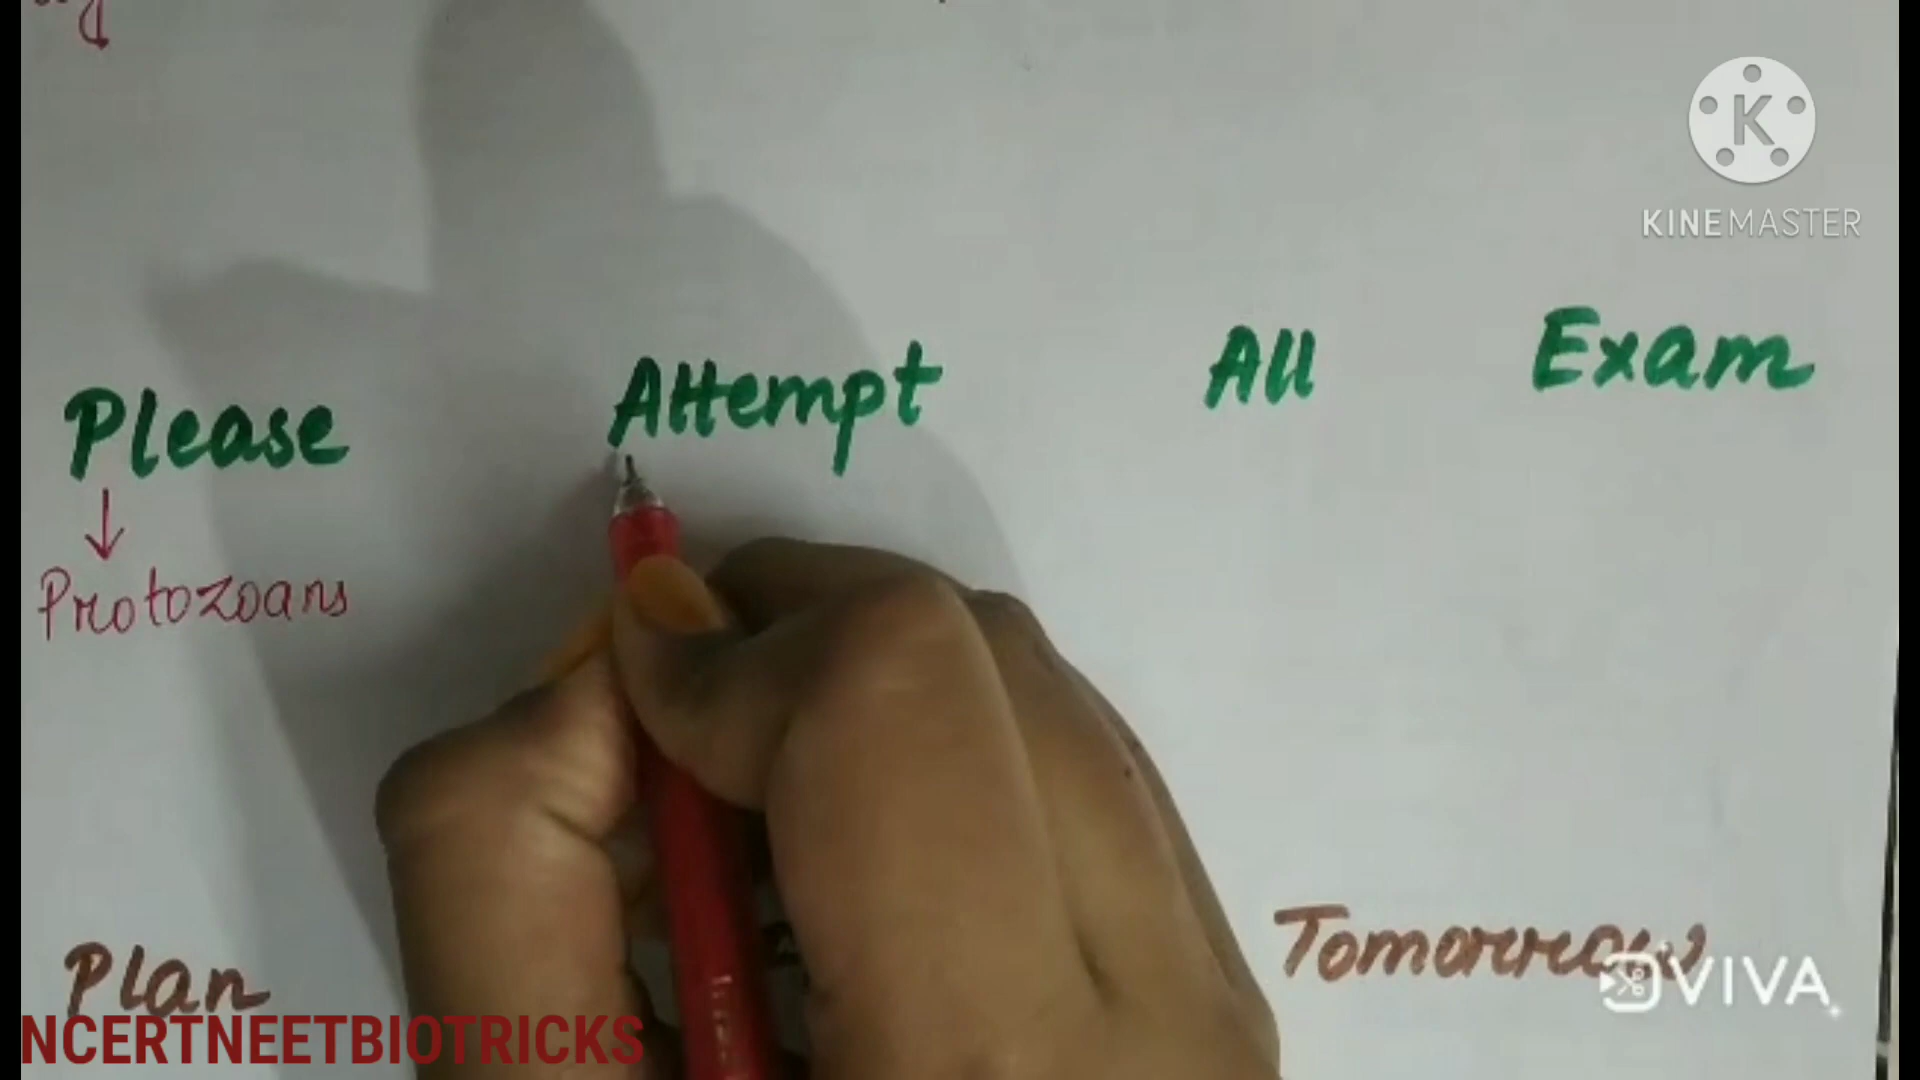 K
KINEMASTER
Please Attempt All Exam
↓
Protozoans
Plan Tomorrow
VIVA
NCERTNEETBIOTRICKS